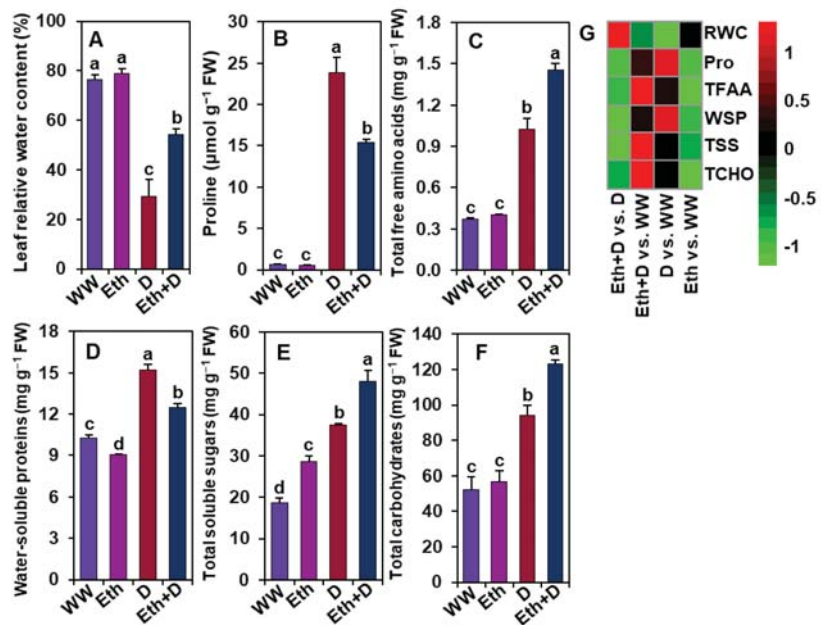 A
Leaf relative water content (%)
100
80
60
40
20
0
a
a
c
b
WW
Eth
D
Eth+D
B
Proline (µmol g⁻¹ FW)
30
25
20
15
10
5
0
c
c
a
b
WW
Eth
D
Eth+D
C
Total free amino acids (mg g⁻¹ FW)
1.8
1.5
1.2
0.9
0.6
0.3
0.0
c
c
b
a
WW
Eth
D
Eth+D
G
RWC
Pro
TFAA
WSP
TSS
TCHO
Eth+D vs. D
Eth+D vs. WW
D vs. WW
Eth vs. WW
1
0.5
0
-0.5
-1
D
Water-soluble proteins (mg g⁻¹ FW)
18
15
12
9
6
3
0
c
d
a
b
WW
Eth
D
Eth+D
E
Total soluble sugars (mg g⁻¹ FW)
60
50
40
30
20
10
0
d
c
b
a
WW
Eth
D
Eth+D
F
Total carbohydrates (mg g⁻¹ FW)
140
120
100
80
60
40
20
0
c
c
b
a
WW
Eth
D
Eth+D